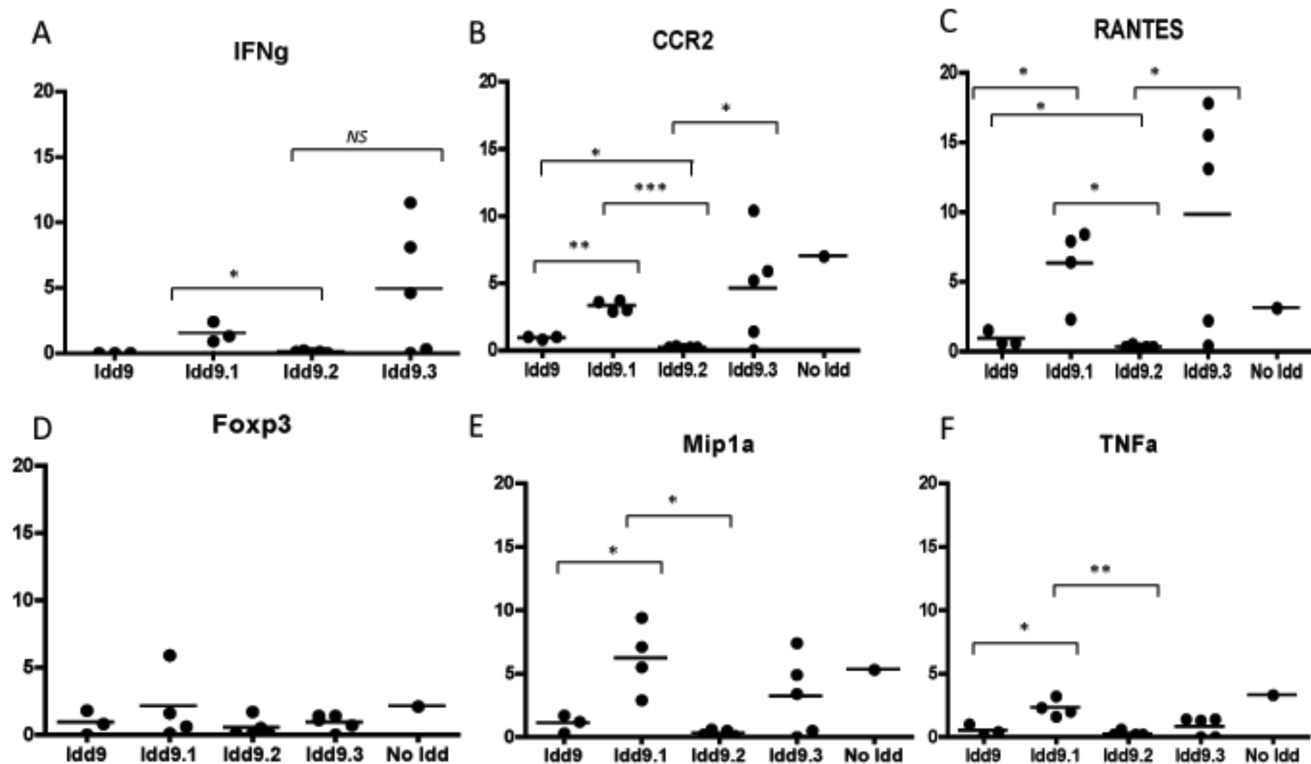 A
IFNg
20
15
10
5
0
NS
*
Idd9
Idd9.1
Idd9.2
Idd9.3
B
CCR2
20
15
10
5
0
*
*
***
**
Idd9
Idd9.1
Idd9.2
Idd9.3
No Idd
C
RANTES
20
15
10
5
0
*
*
*
*
Idd9
Idd9.1
Idd9.2
Idd9.3
No Idd
D
Foxp3
20
15
10
5
0
Idd9
Idd9.1
Idd9.2
Idd9.3
No Idd
E
Mip1a
20
15
10
5
0
*
*
Idd9
Idd9.1
Idd9.2
Idd9.3
No Idd
F
TNFa
20
15
10
5
0
**
*
Idd9
Idd9.1
Idd9.2
Idd9.3
No Idd